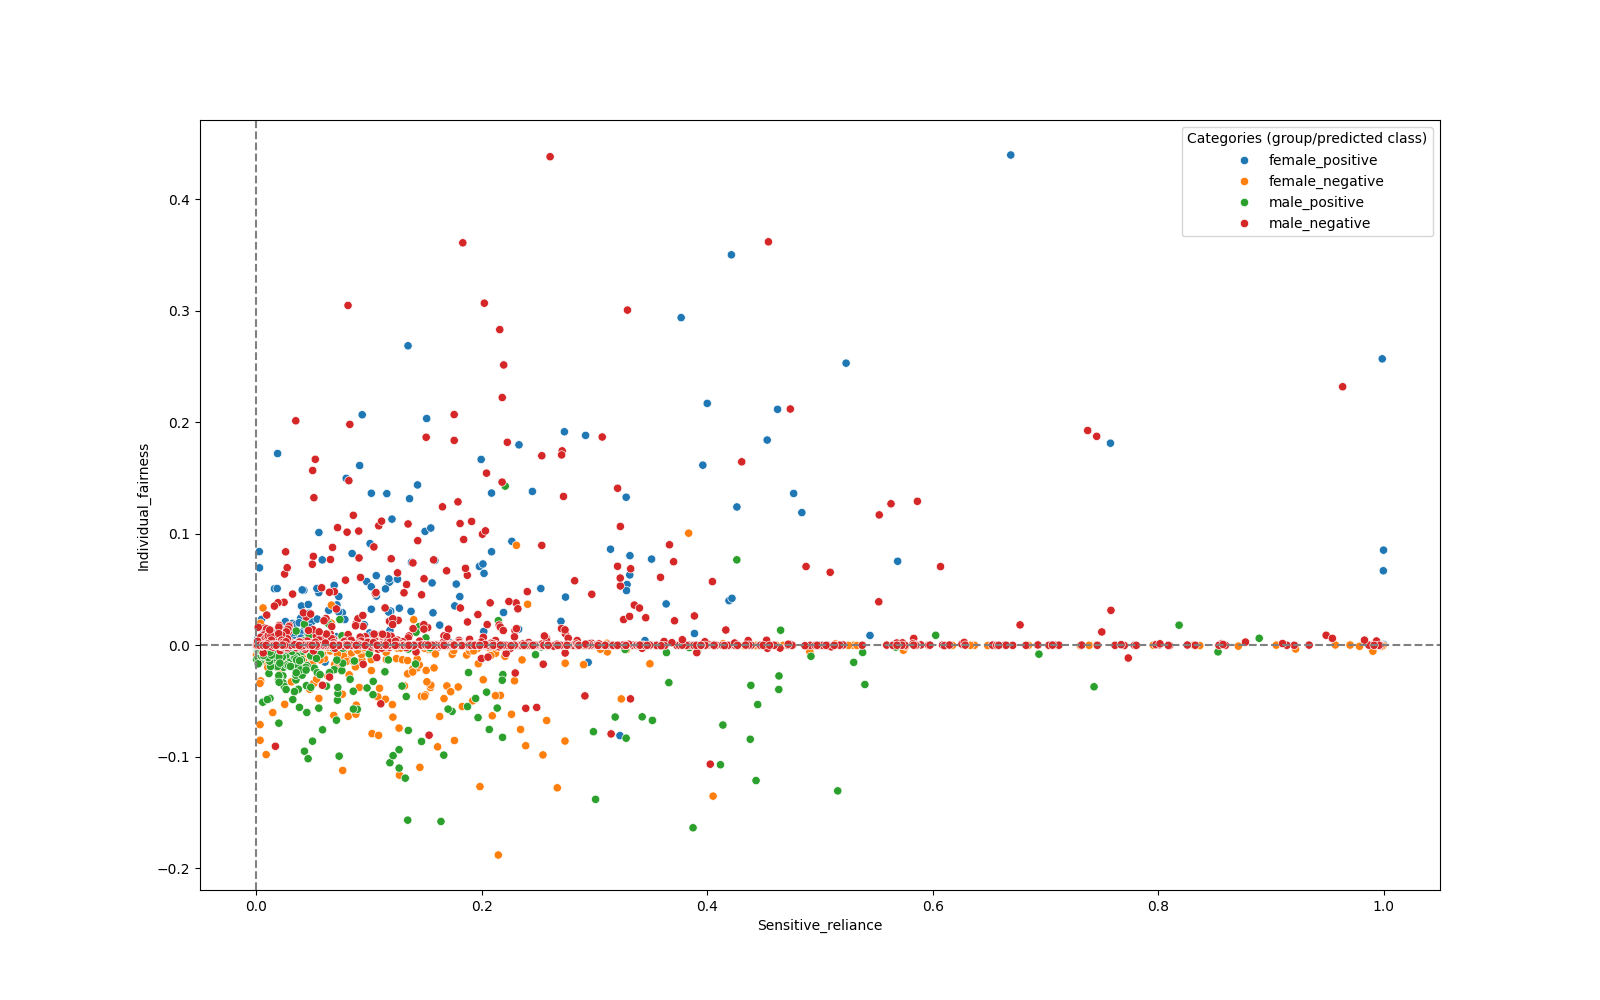 Categories (group/predicted class)
female_positive
female_negative
male_positive
male_negative
0.4
0.3
0.2
0.1
0.0
−0.1
−0.2
Individual_fairness
0.0 0.2 0.4 0.6 0.8 1.0
Sensitive_reliance